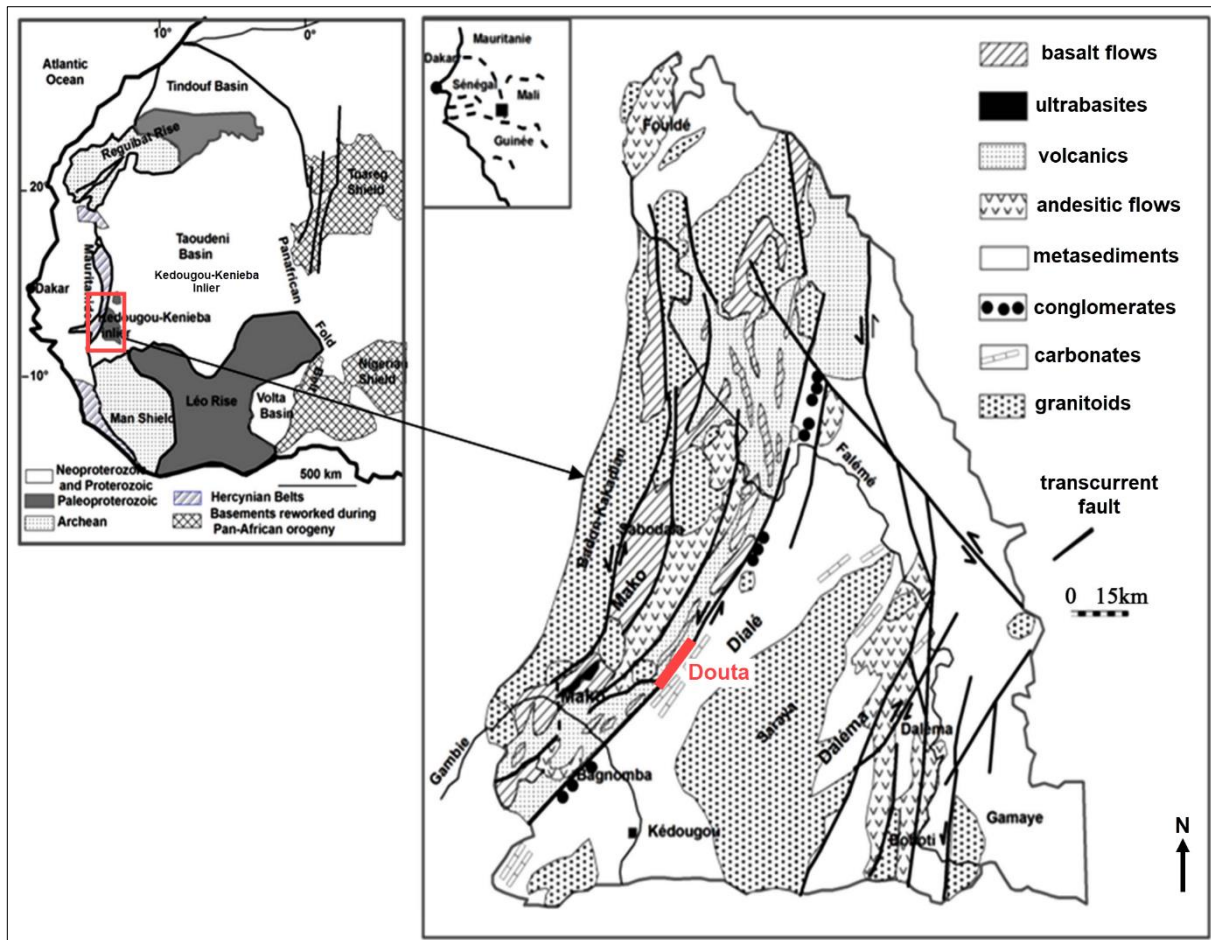 10°
0°
Atlantic
Ocean
Tindouf Basin
Reguibat Rise
Tuareg
Shield
20°
Taoudeni
Basin
Kedougou-Kenieba
Inlier
Panafrican
Dakar
Kedougou-Kenieba
Inlier
Fold
Belt
10°
Nigerian
Shield
Léo Rise
Volta
Basin
Man Shield
500 km
Neoproterozoic
and Proterozoic
Paleoproterozoic
Archean
Hercynian Belts
Basements reworked during
Pan-African orogeny
Mauritanie
Dakar
Sénégal
Mali
Guinée
Fouldé
Falémé
Sabodala
Mako
Dialé
Douta
Mako
Saraya
Daléma
Daléma
Gambie
Bagnomba
Kédougou
Boboti
Gamaye
basalt flows
ultrabasites
volcanics
andesitic flows
metasediments
conglomerates
carbonates
granitoids
transcurrent
fault
0 15km
N